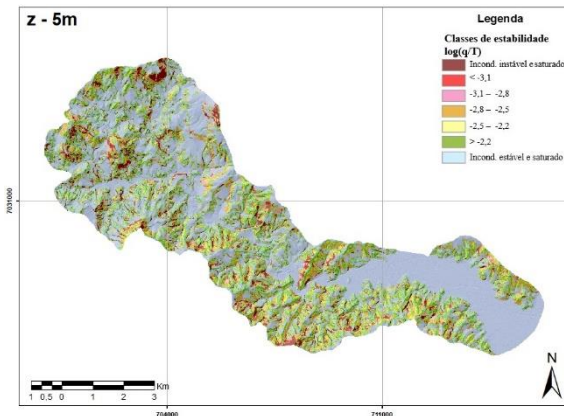 z - 5m
Legenda
Classes de estabilidade
log(q/T)
Incond. instável e saturado
< -3,1
-3,1 – -2,8
-2,8 – -2,5
-2,5 – -2,2
> -2,2
Incond. estável e saturado
7031000
N
Km
1 0.5 0 1 2 3
704000
711000